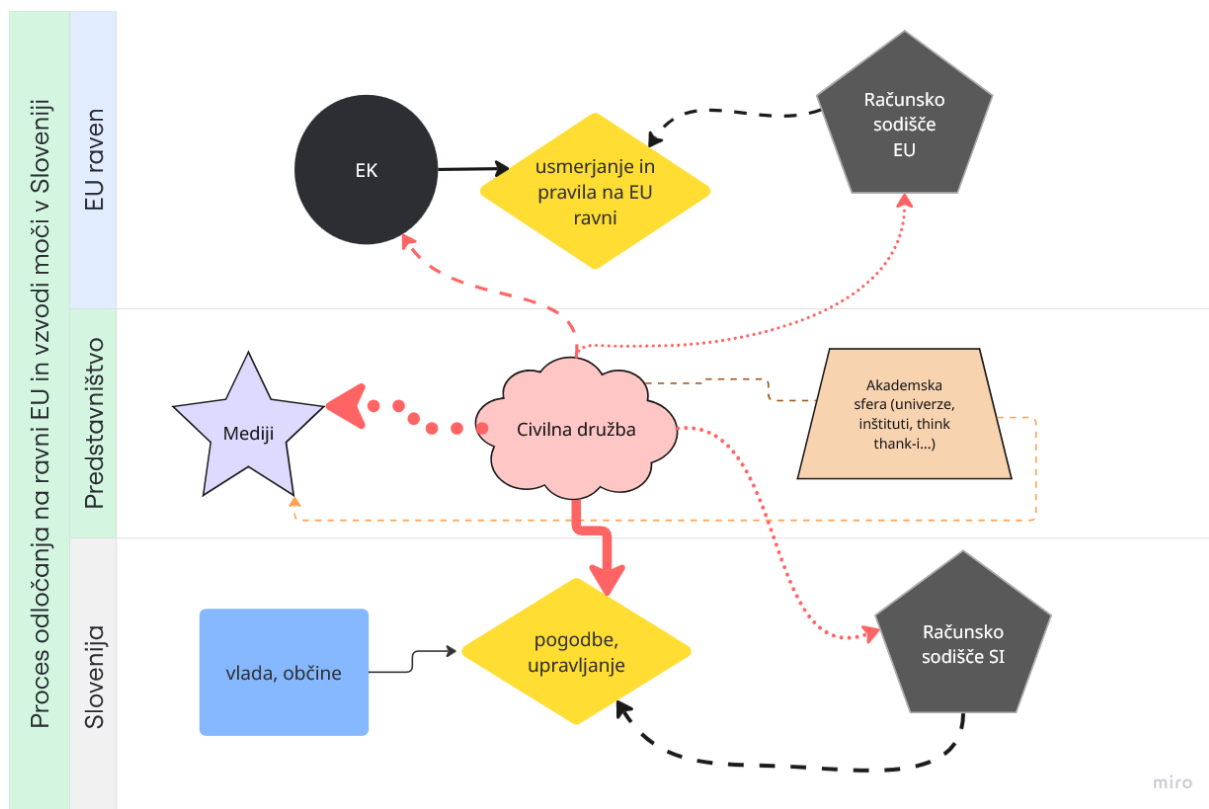 Proces odločanja na ravni EU in vzvodi moči v Sloveniji
EU raven
EK
usmerjanje in
pravila na EU
ravni
Računsko
sodišče
EU
Predstavništvo
Mediji
Civilna družba
Akademska
sfera (univerze,
inštituti, think
thank-i...)
Slovenija
vlada, občine
pogodbe,
upravljanje
Računsko
sodišče SI
miro